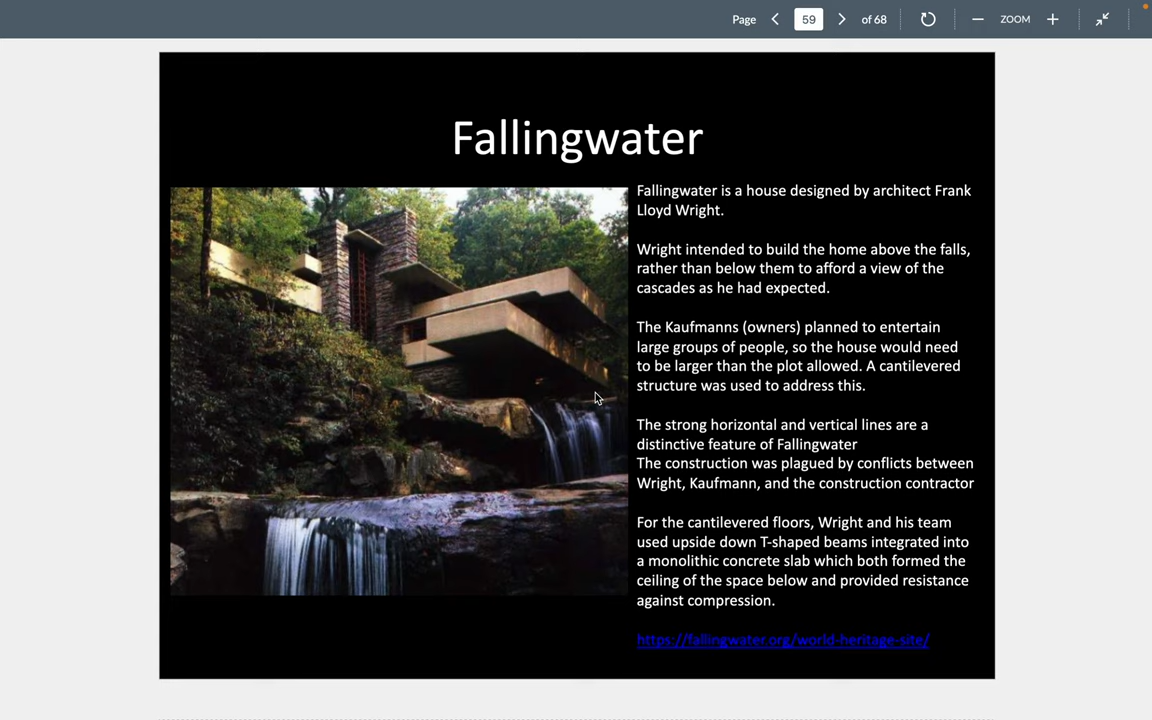 Page 59 of 68 ZOOM
Fallingwater
Fallingwater is a house designed by architect Frank
Lloyd Wright.
Wright intended to build the home above the falls,
rather than below them to afford a view of the
cascades as he had expected.
The Kaufmanns (owners) planned to entertain
large groups of people, so the house would need
to be larger than the plot allowed. A cantilevered
structure was used to address this.
The strong horizontal and vertical lines are a
distinctive feature of Fallingwater
The construction was plagued by conflicts between
Wright, Kaufmann, and the construction contractor
For the cantilevered floors, Wright and his team
used upside down T-shaped beams integrated into
a monolithic concrete slab which both formed the
ceiling of the space below and provided resistance
against compression.
https://fallingwater.org/world-heritage-site/